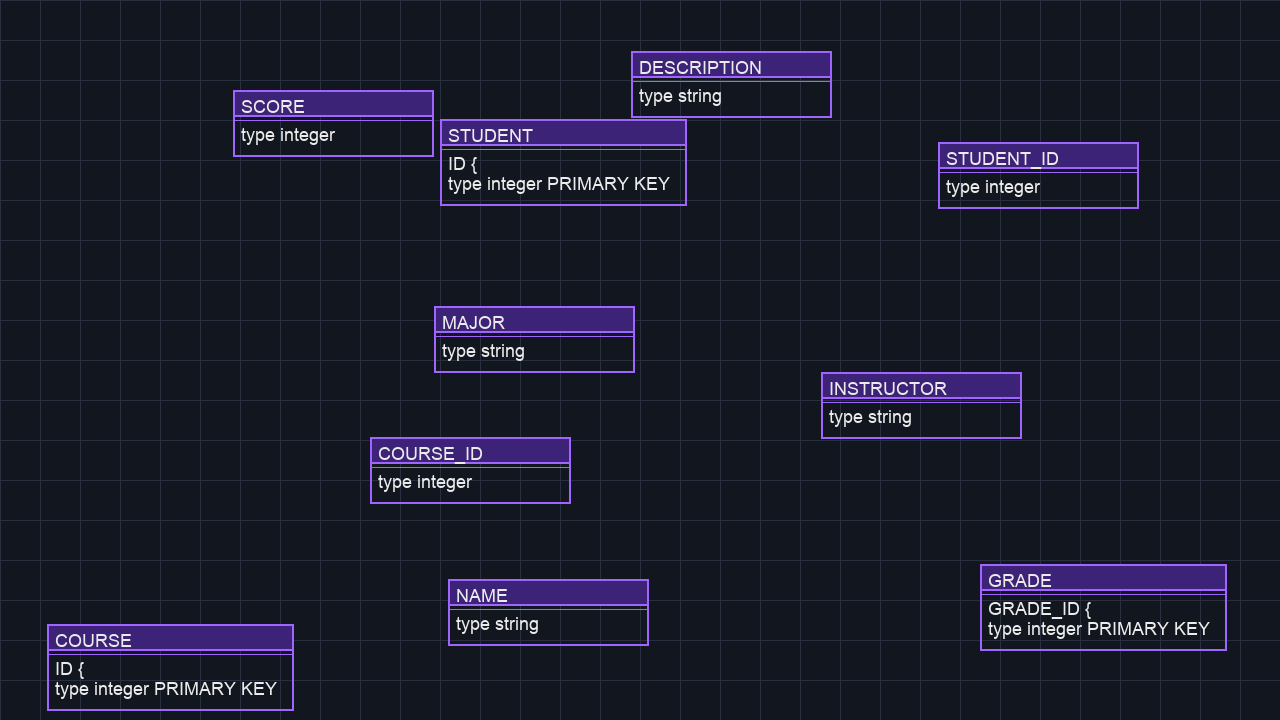 DESCRIPTION
type string
SCORE
type integer
STUDENT
ID {
type integer PRIMARY KEY
STUDENT_ID
type integer
MAJOR
type string
INSTRUCTOR
type string
COURSE_ID
type integer
NAME
type string
GRADE
GRADE_ID {
type integer PRIMARY KEY
COURSE
ID {
type integer PRIMARY KEY